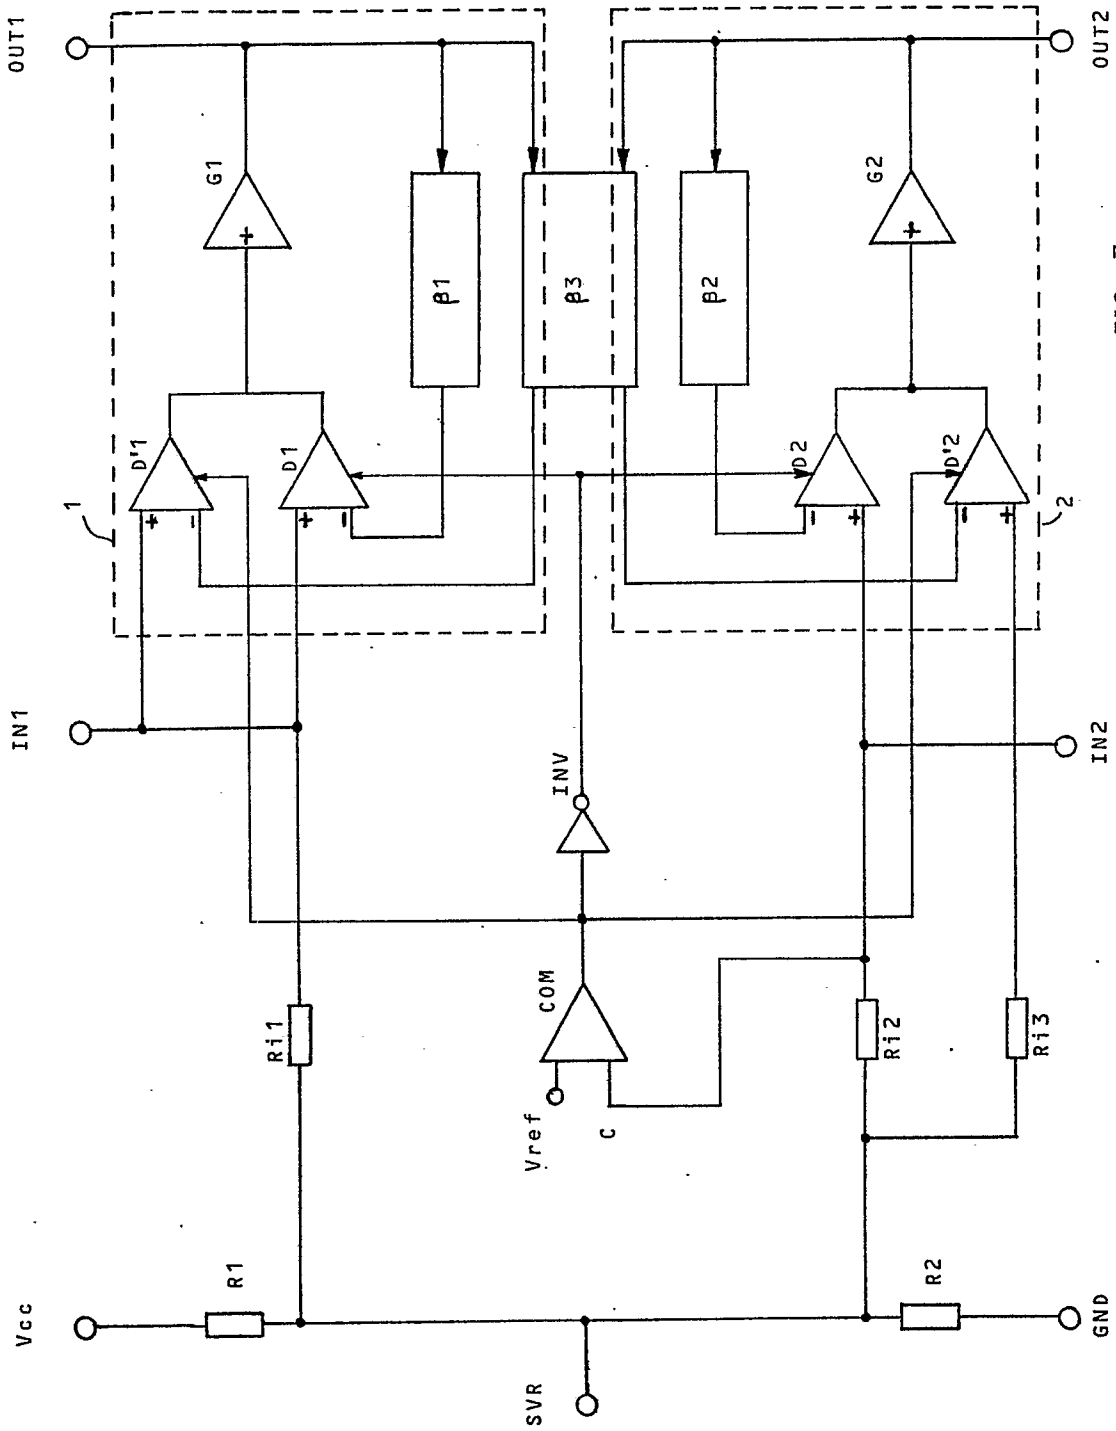 OUT1
OUT2
G1
G2
β1
β3
β2
D'1
D1
D2
D'2
+
+
+
-
+
-
-
+
-
+
1
2
IN1
IN2
INV
COM
Vref
C
Ri1
Ri2
Ri3
R1
R2
Vcc
SVR
GND